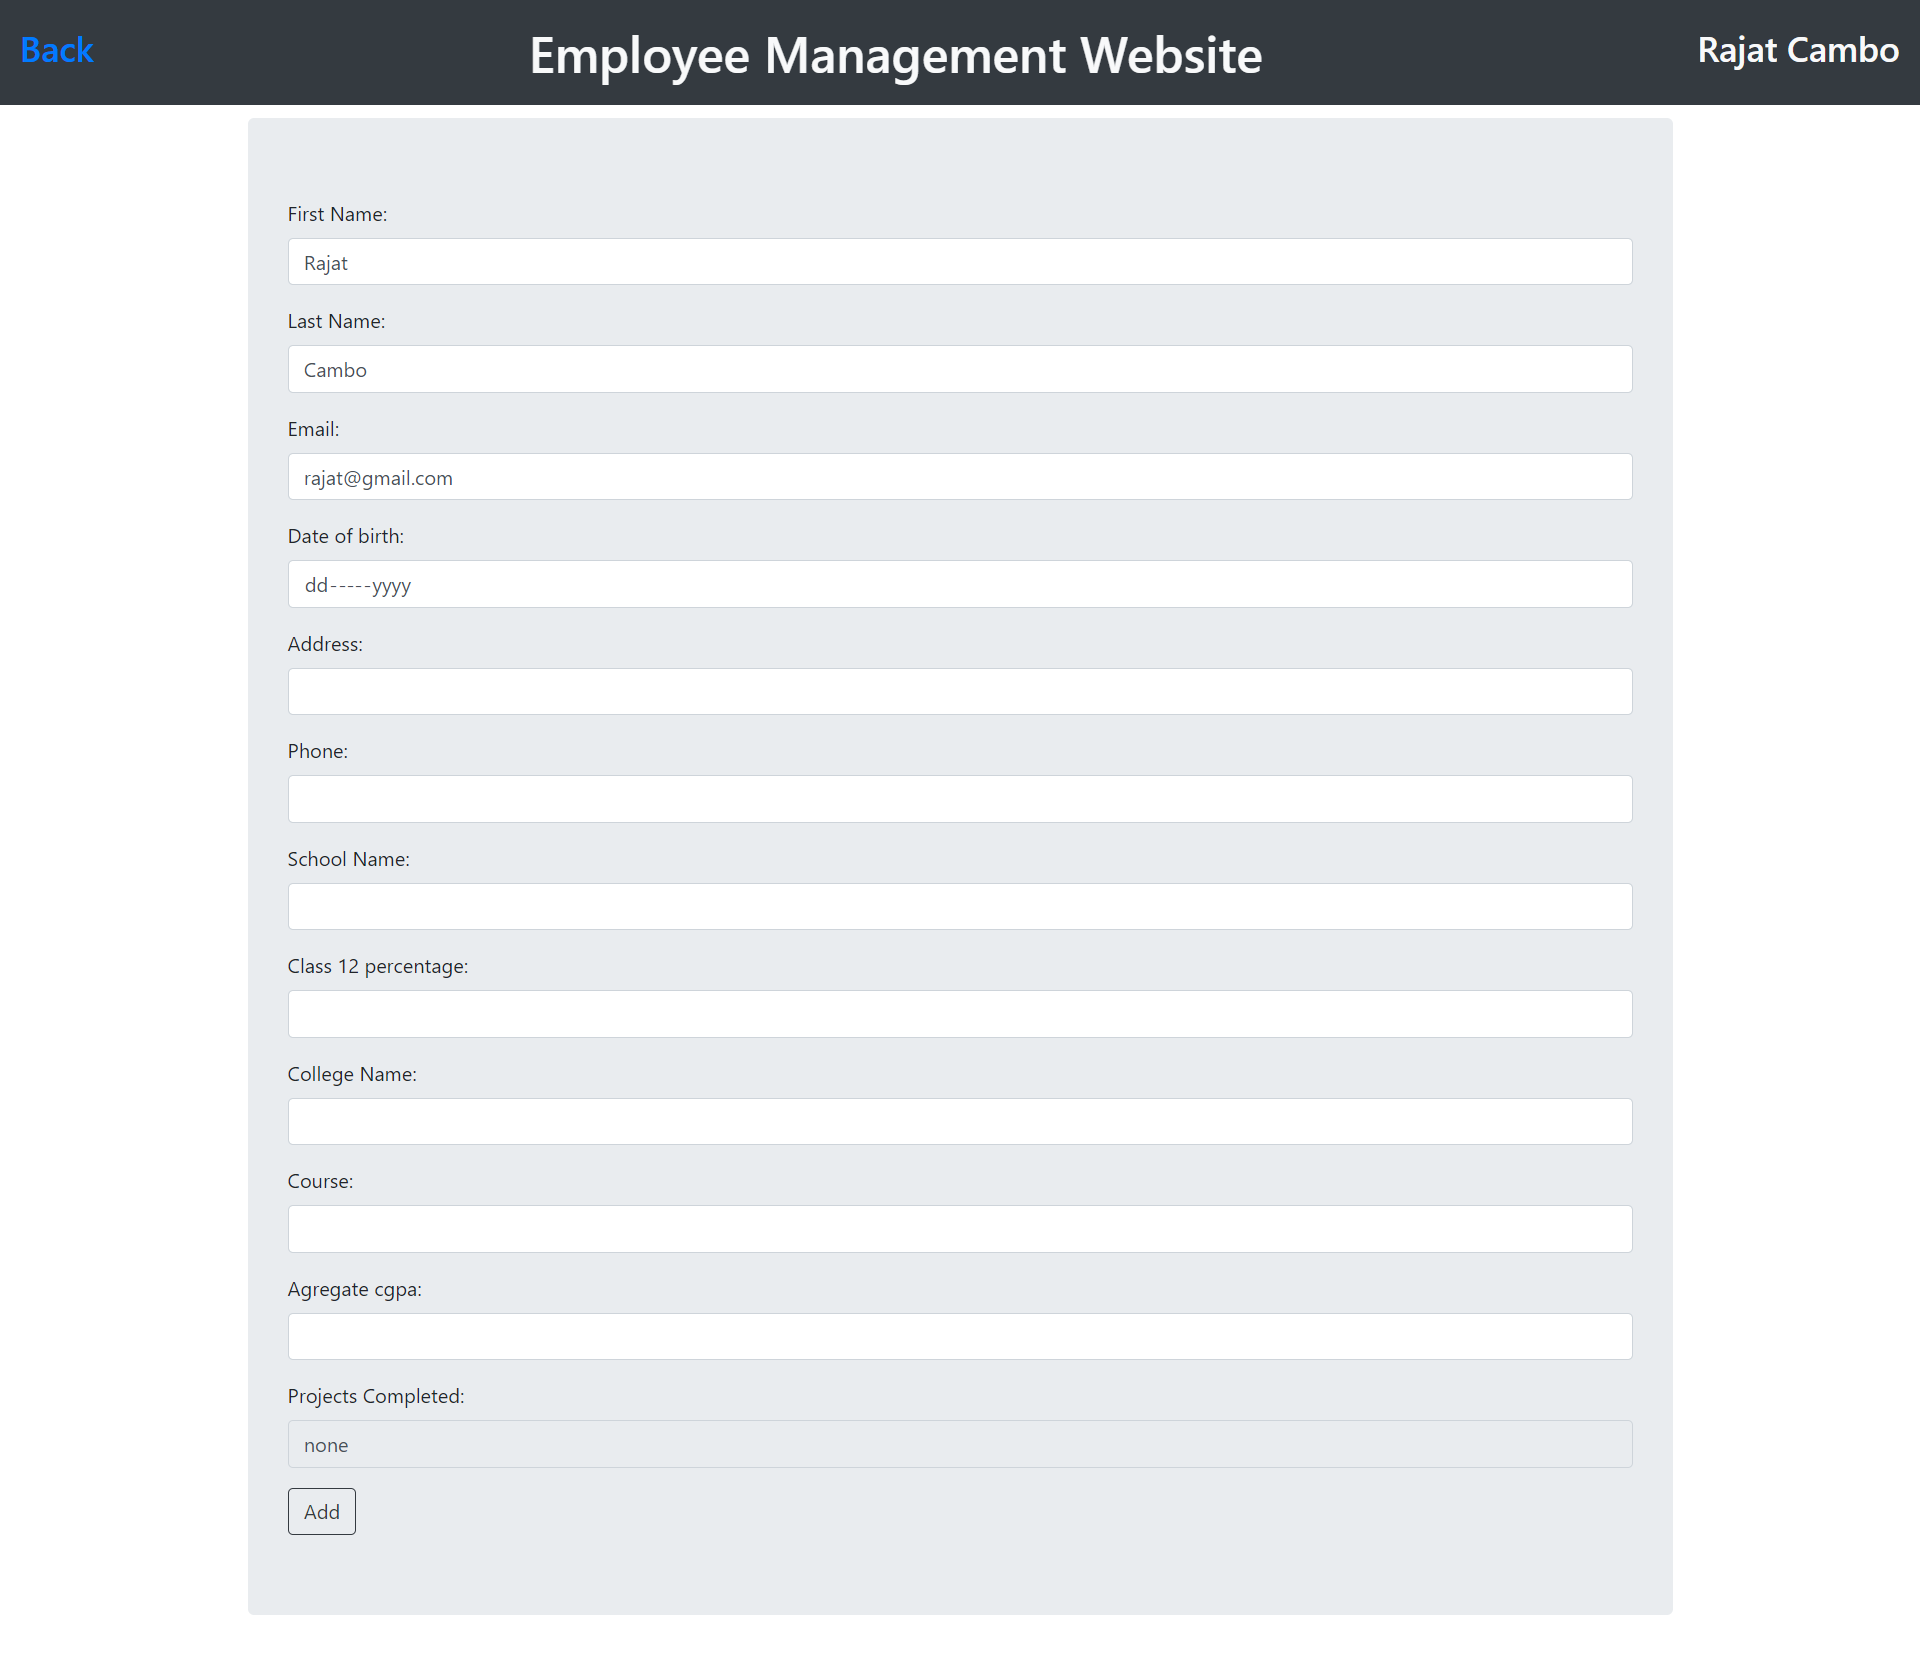 Back
Employee Management Website
Rajat Cambo
First Name:
Rajat
Last Name:
Cambo
Email:
rajat@gmail.com
Date of birth:
dd-----yyyy
Address:
Phone:
School Name:
Class 12 percentage:
College Name:
Course:
Agregate cgpa:
Projects Completed:
none
Add